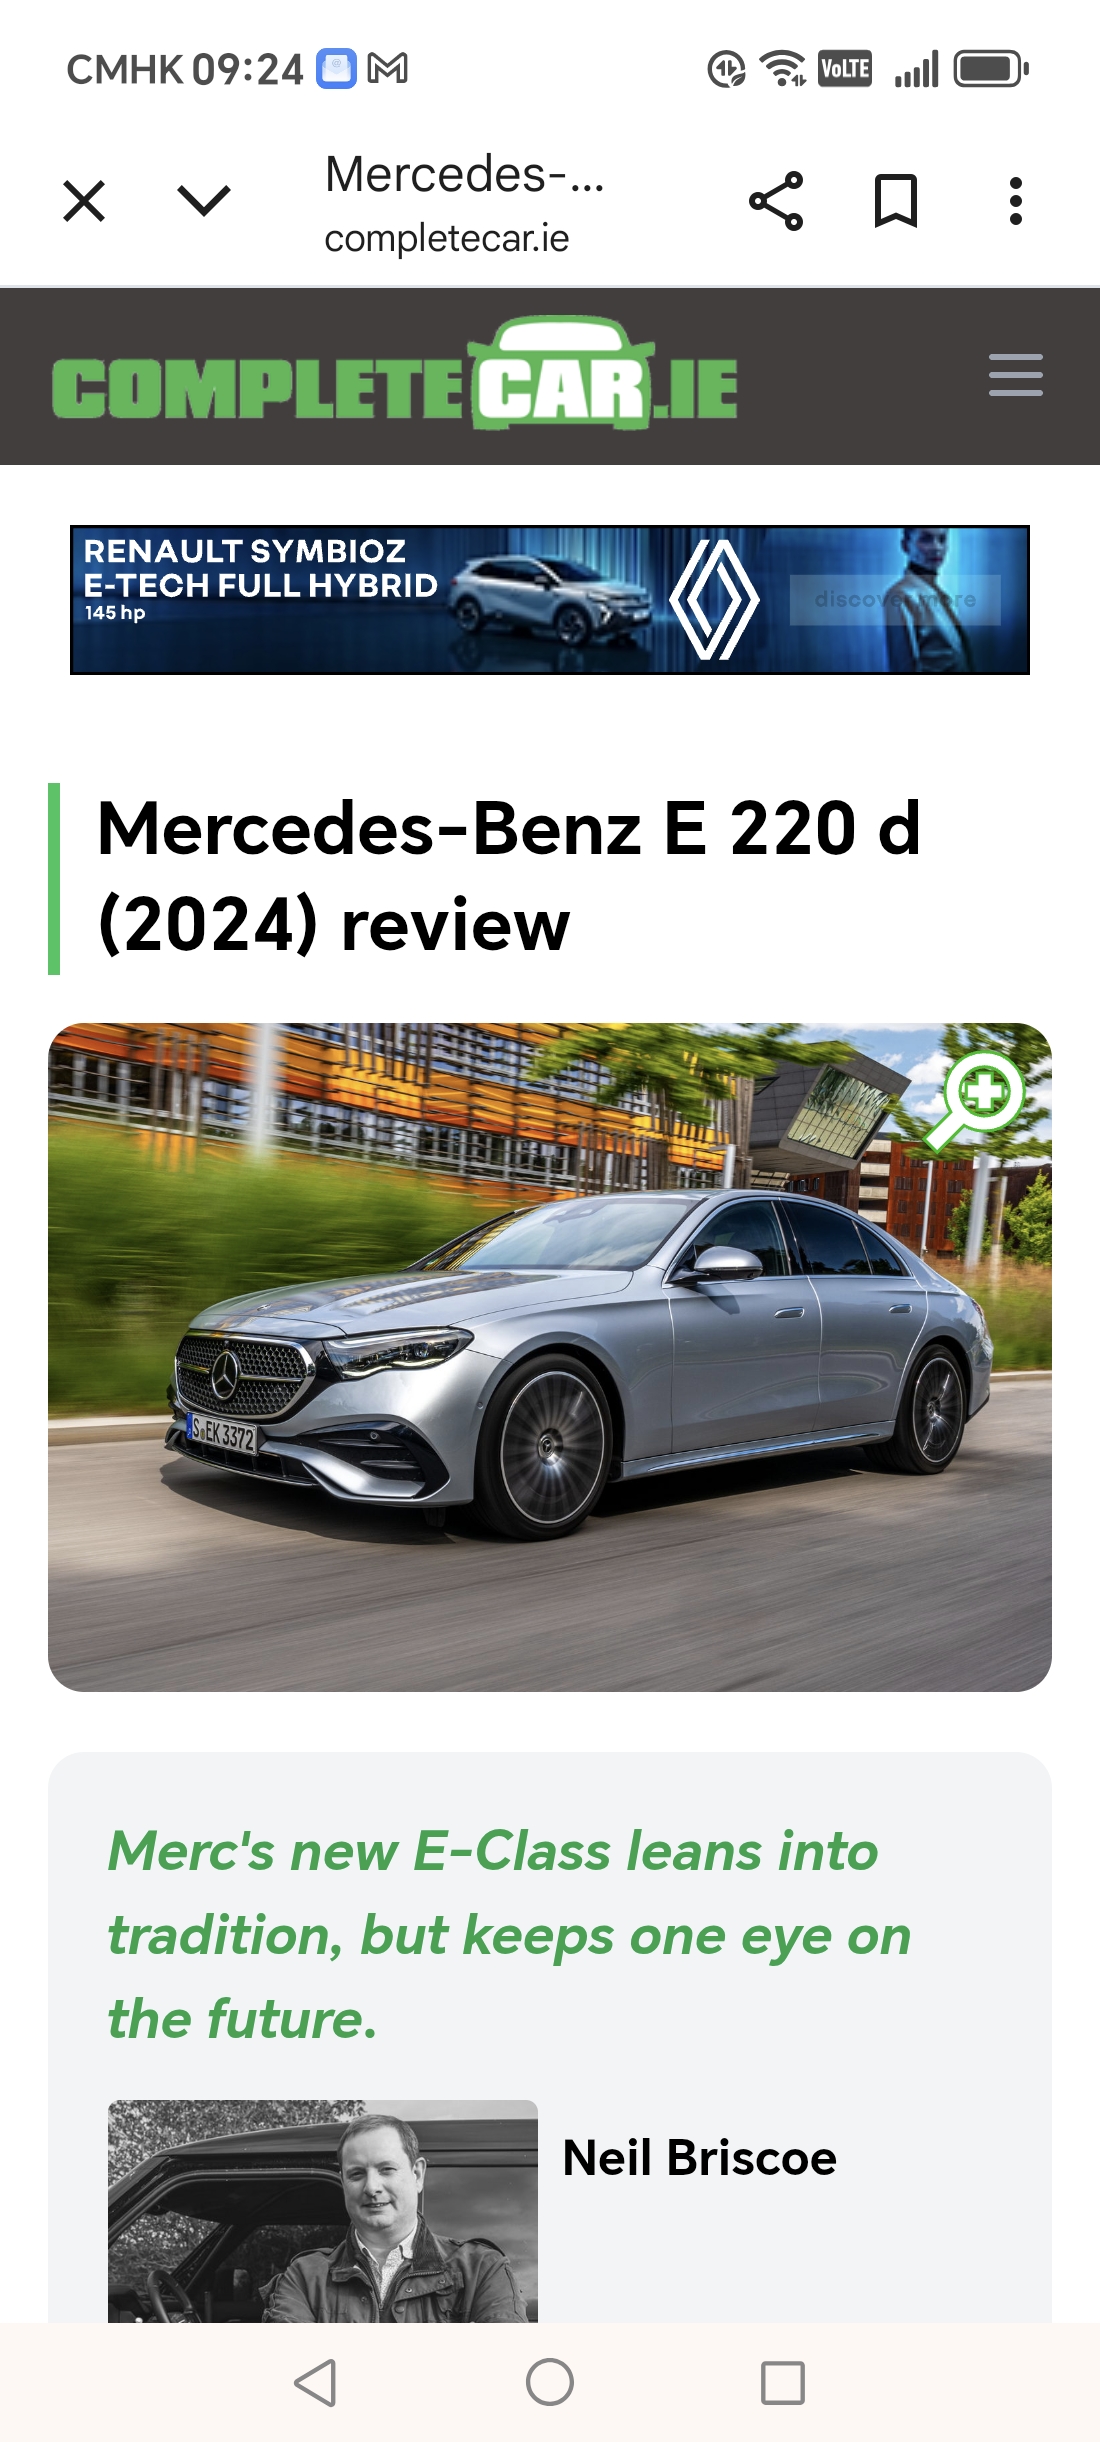 CMHK 09:24 VoLTE
Mercedes-...
completecar.ie
COMPLETECAR.IE
RENAULT SYMBIOZ
E-TECH FULL HYBRID
145 hp
discover more
Mercedes-Benz E 220 d
(2024) review
S EK 3372
Merc's new E-Class leans into
tradition, but keeps one eye on
the future.
Neil Briscoe